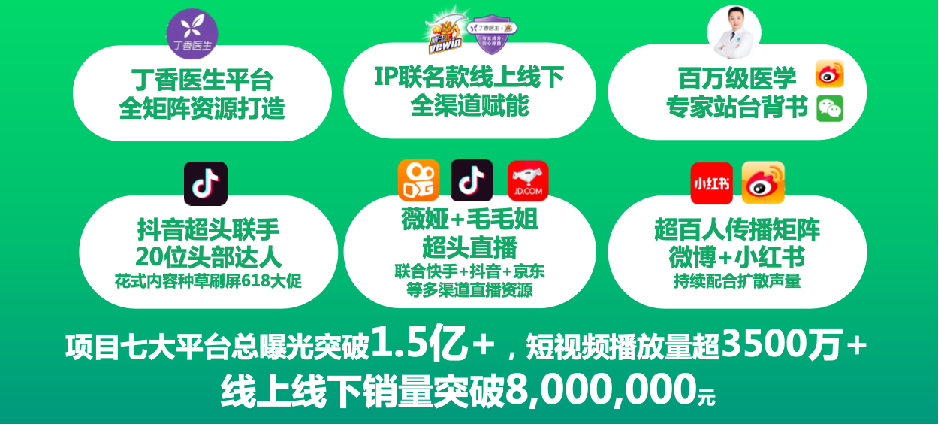 丁香医生
丁香医生平台
全矩阵资源打造
vewin
丁香医生
IP联名款线上线下
全渠道赋能
百万级医学
专家站台背书
抖音超头联手
20位头部达人
花式内容种草刷屏618大促
JD.COM
薇娅+毛毛姐
超头直播
联合快手+抖音+京东
等多渠道直播资源
小红书
超百人传播矩阵
微博+小红书
持续配合扩散声量
项目七大平台总曝光突破1.5亿+，短视频播放量超3500万+
线上线下销量突破8,000,000元